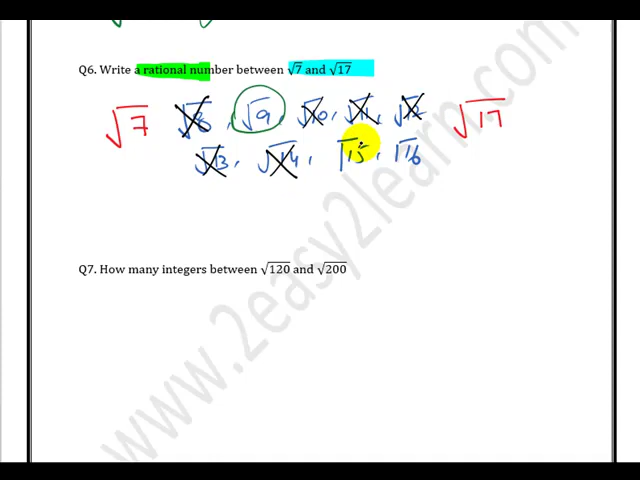 Q6. Write a rational number between √7 and √17
√7 √8, √9, √10, √11, √12 √17
√13, √14, √15, √16
Q7. How many integers between √120 and √200
www.2easy2learn.com